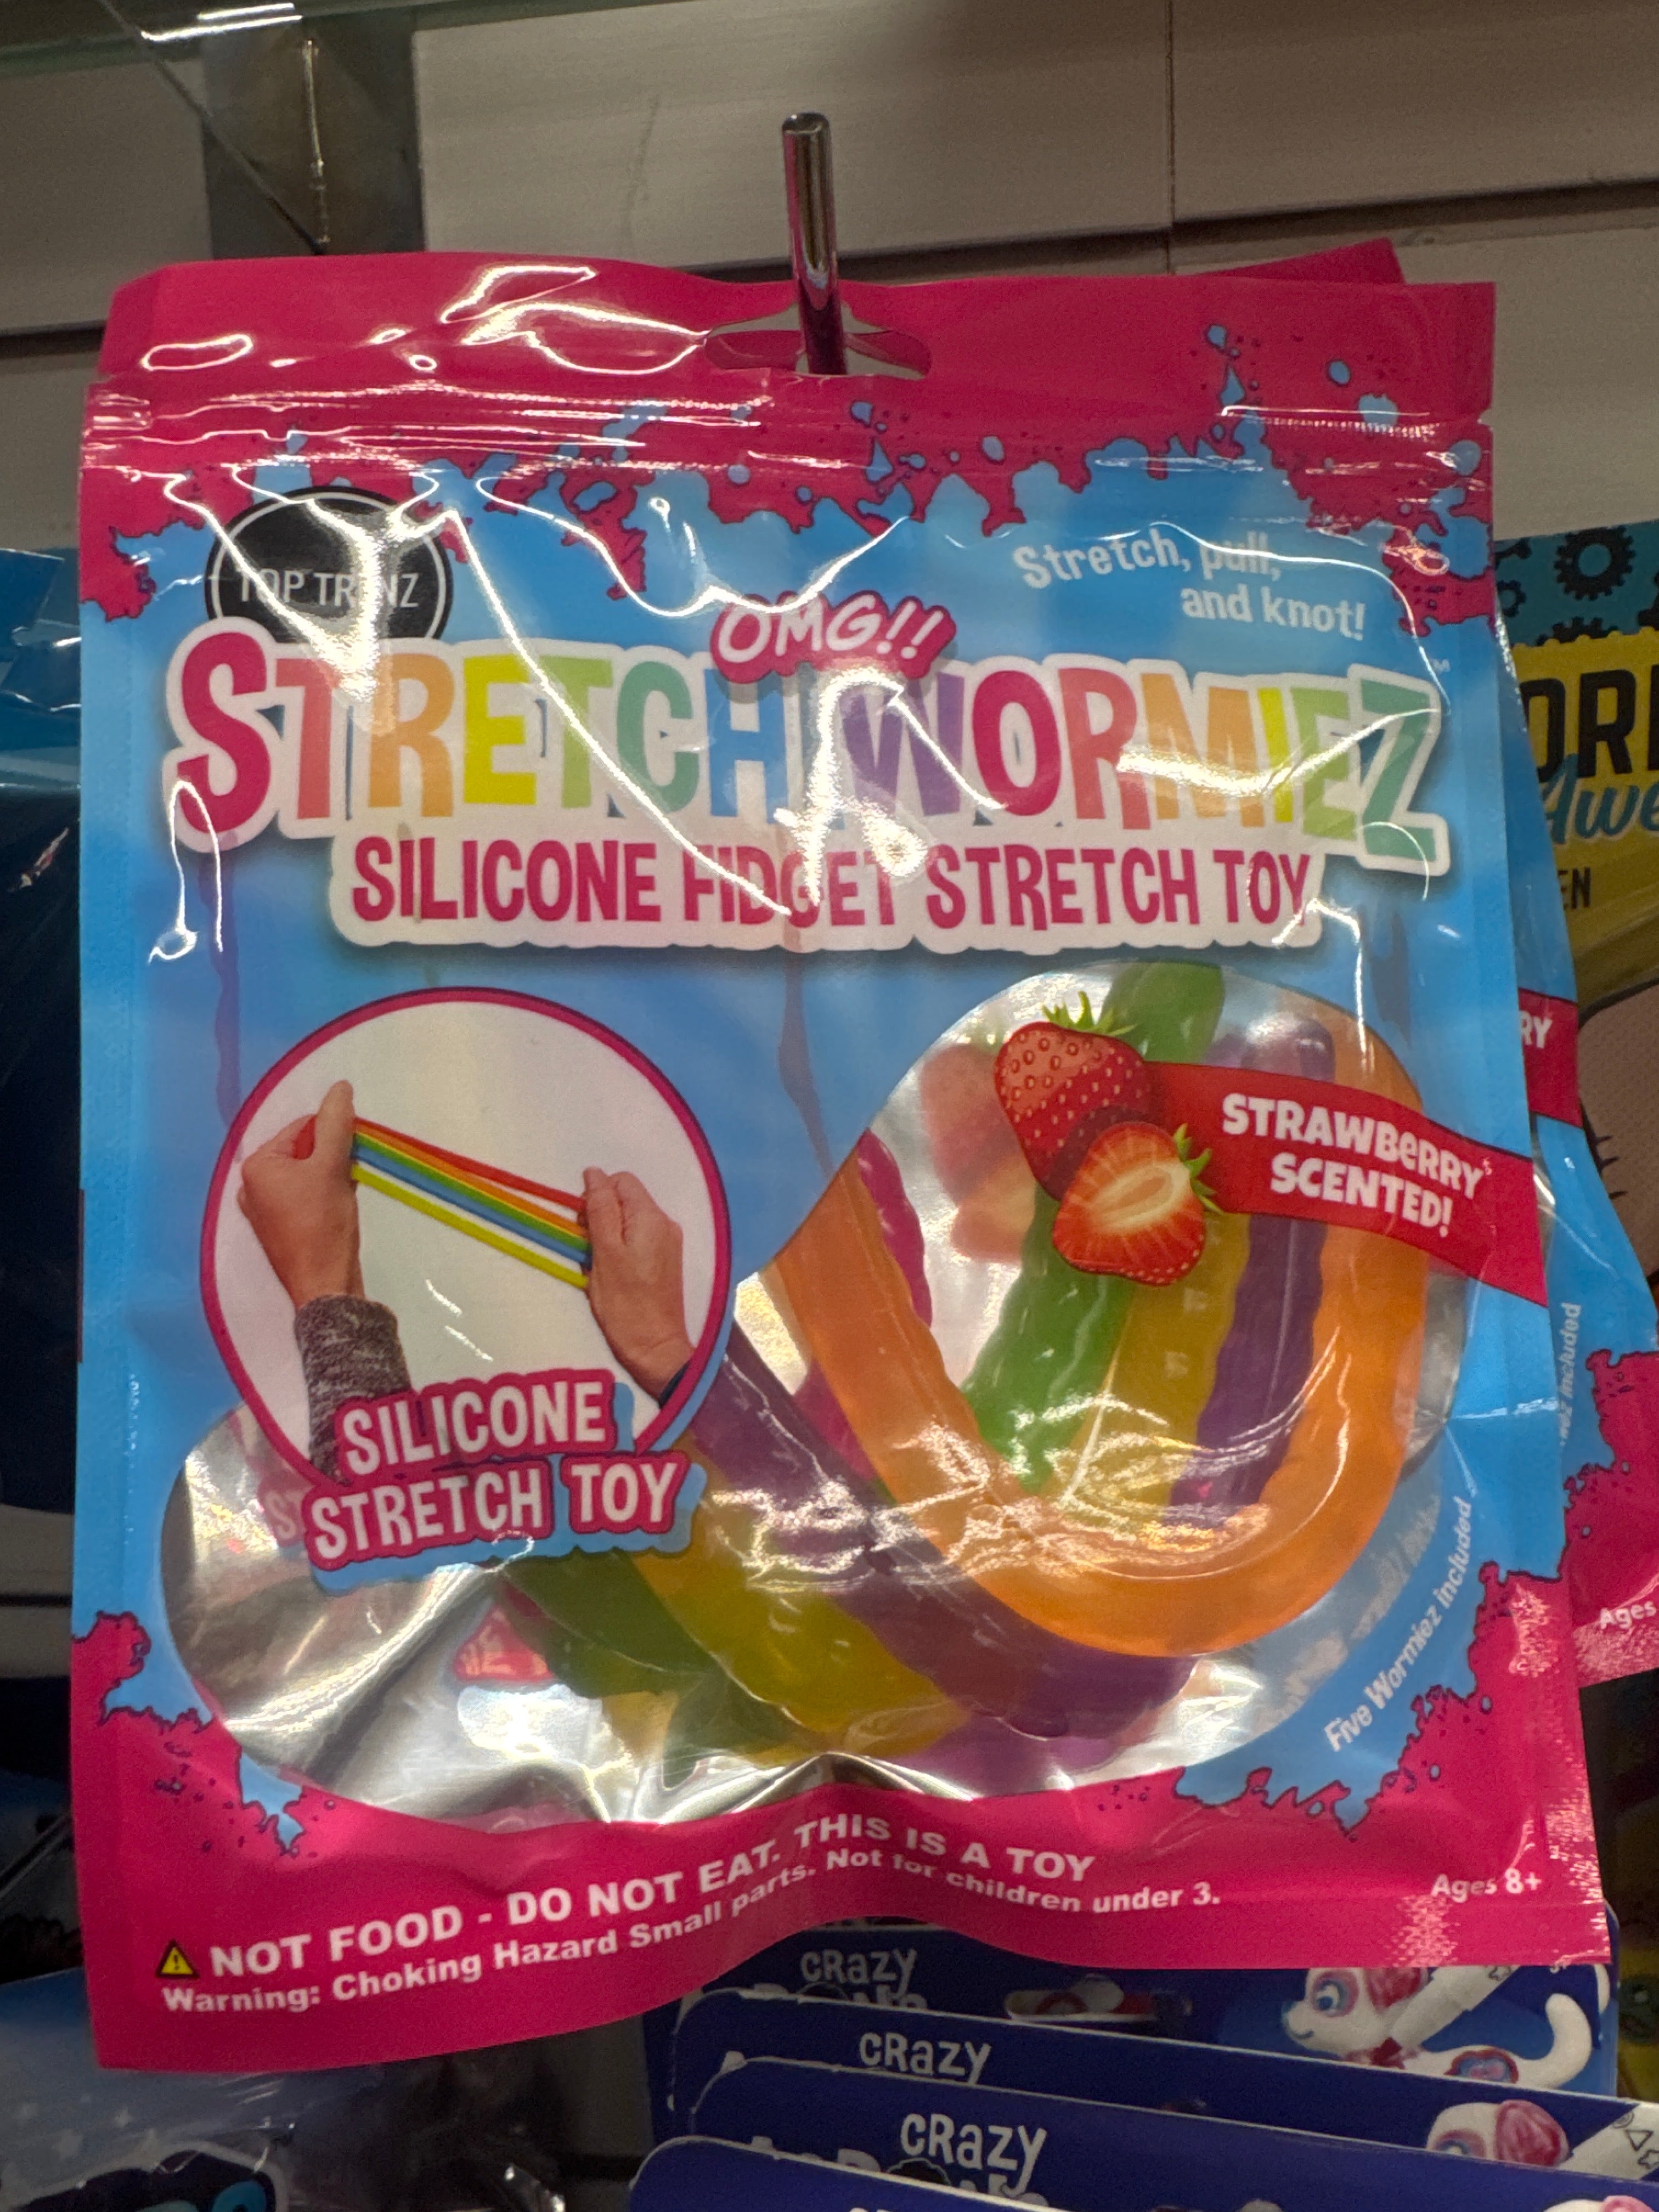 TOP TRENZ
Stretch, pull,
and knot!
OMG!!
STRETCH WORMIEZ
SILICONE FIDGET STRETCH TOY
STRAWBERRY
SCENTED!
SILICONE
STRETCH TOY
Five Wormiez included
NOT FOOD - DO NOT EAT. THIS IS A TOY
Warning: Choking Hazard Small parts. Not for children under 3.
Ages 8+
Ages
included
CRazy
CRazy
CRazy